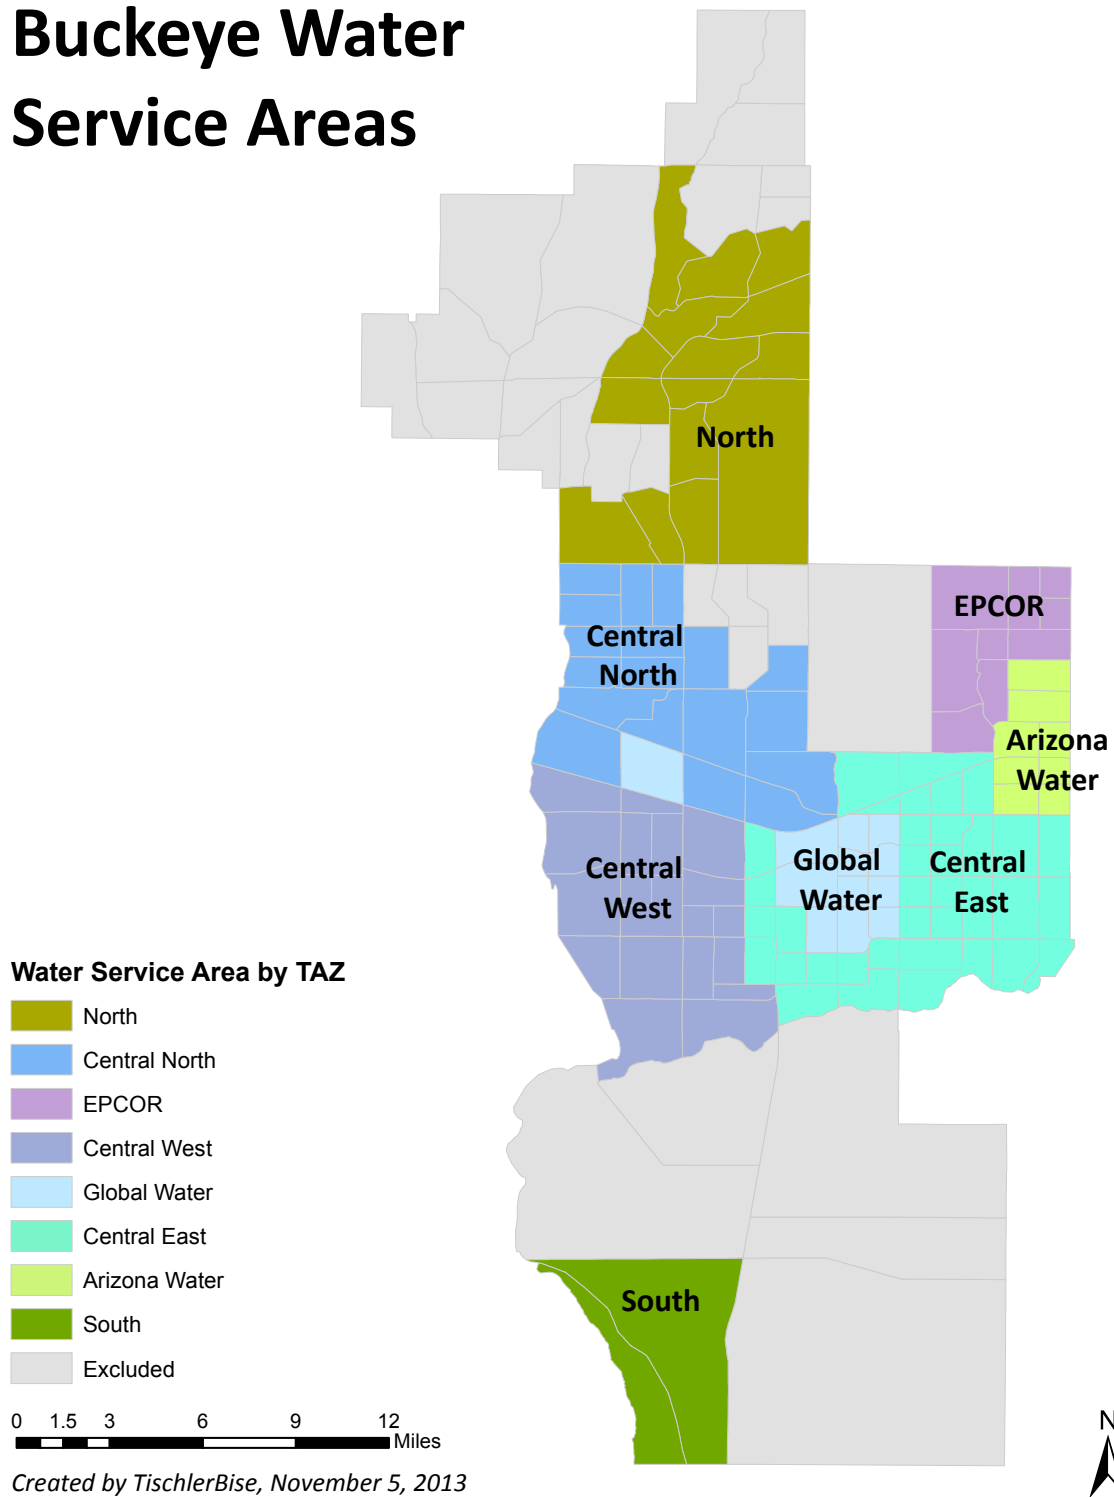 Buckeye Water
Service Areas
North
EPCOR
Central
North
Arizona
Water
Central
West
Global
Water
Central
East
South
Water Service Area by TAZ
North
Central North
EPCOR
Central West
Global Water
Central East
Arizona Water
South
Excluded
0 1.5 3 6 9 12
Miles
N
Created by TischlerBise, November 5, 2013